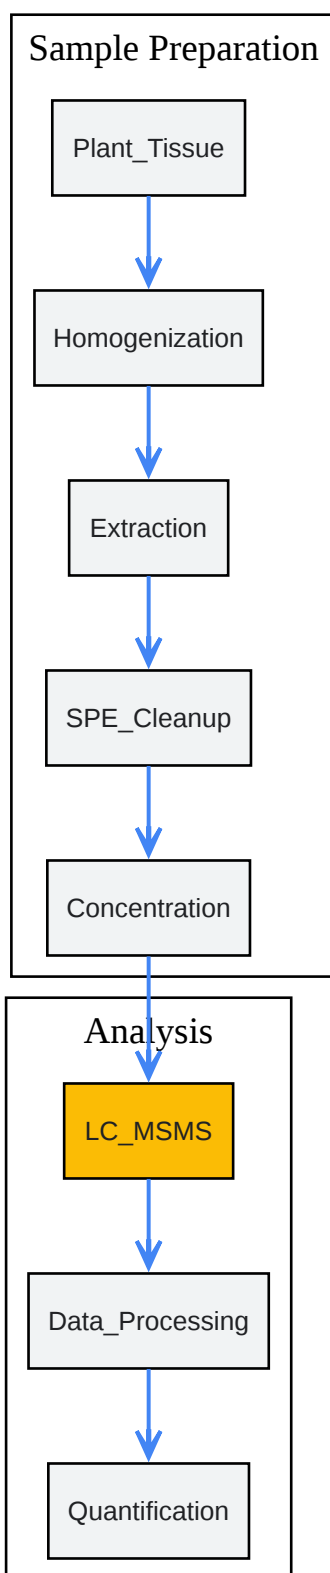 Sample Preparation
Plant_Tissue
Homogenization
Extraction
SPE_Cleanup
Concentration
Analysis
LC_MSMS
Data_Processing
Quantification